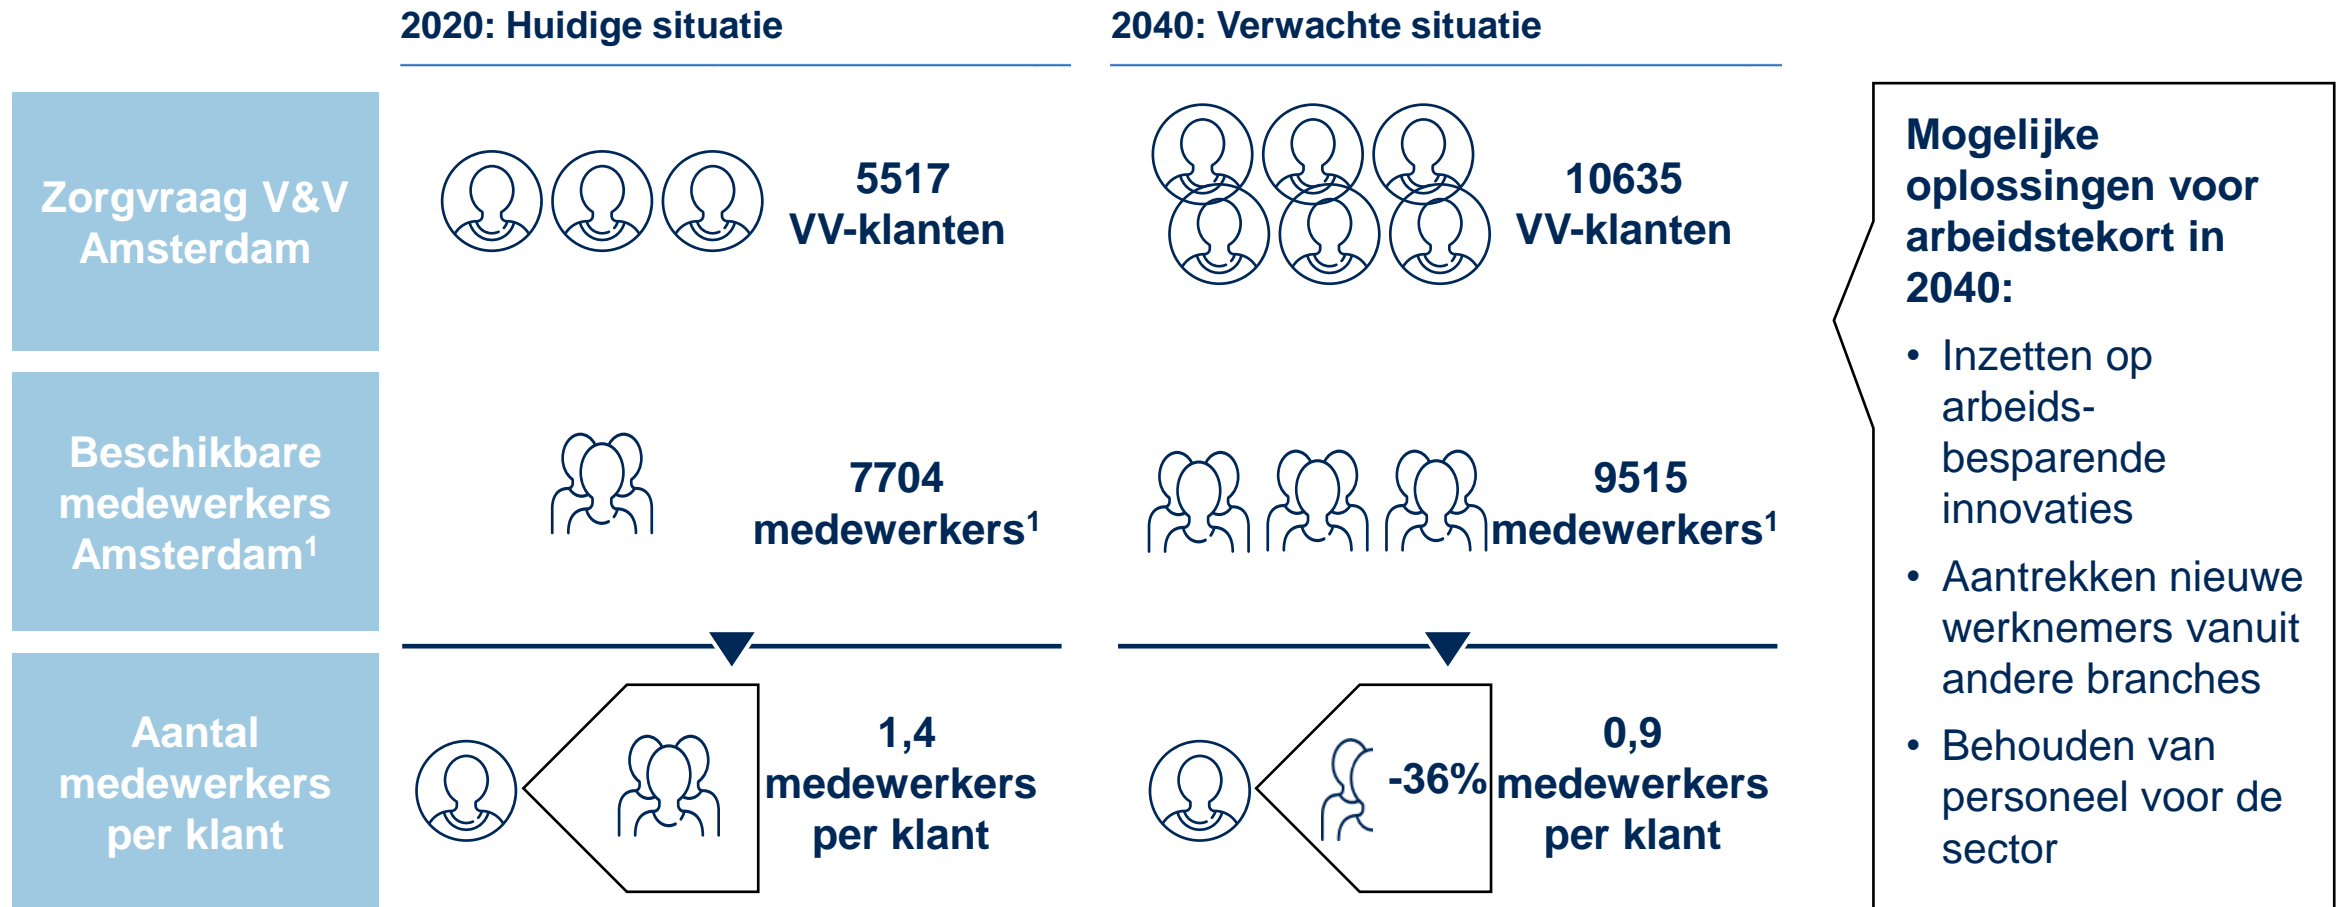 2020: Huidige situatie
2040: Verwachte situatie
Zorgvraag V&V
Amsterdam
5517
VV-klanten
10635
VV-klanten
Beschikbare
medewerkers
Amsterdam¹
7704
medewerkers¹
9515
medewerkers¹
Aantal
medewerkers
per klant
1,4
medewerkers
per klant
-36%
0,9
medewerkers
per klant
Mogelijke
oplossingen voor
arbeidstekort in
2040:
• Inzetten op
arbeids-
besparende
innovaties
• Aantrekken nieuwe
werknemers vanuit
andere branches
• Behouden van
personeel voor de
sector